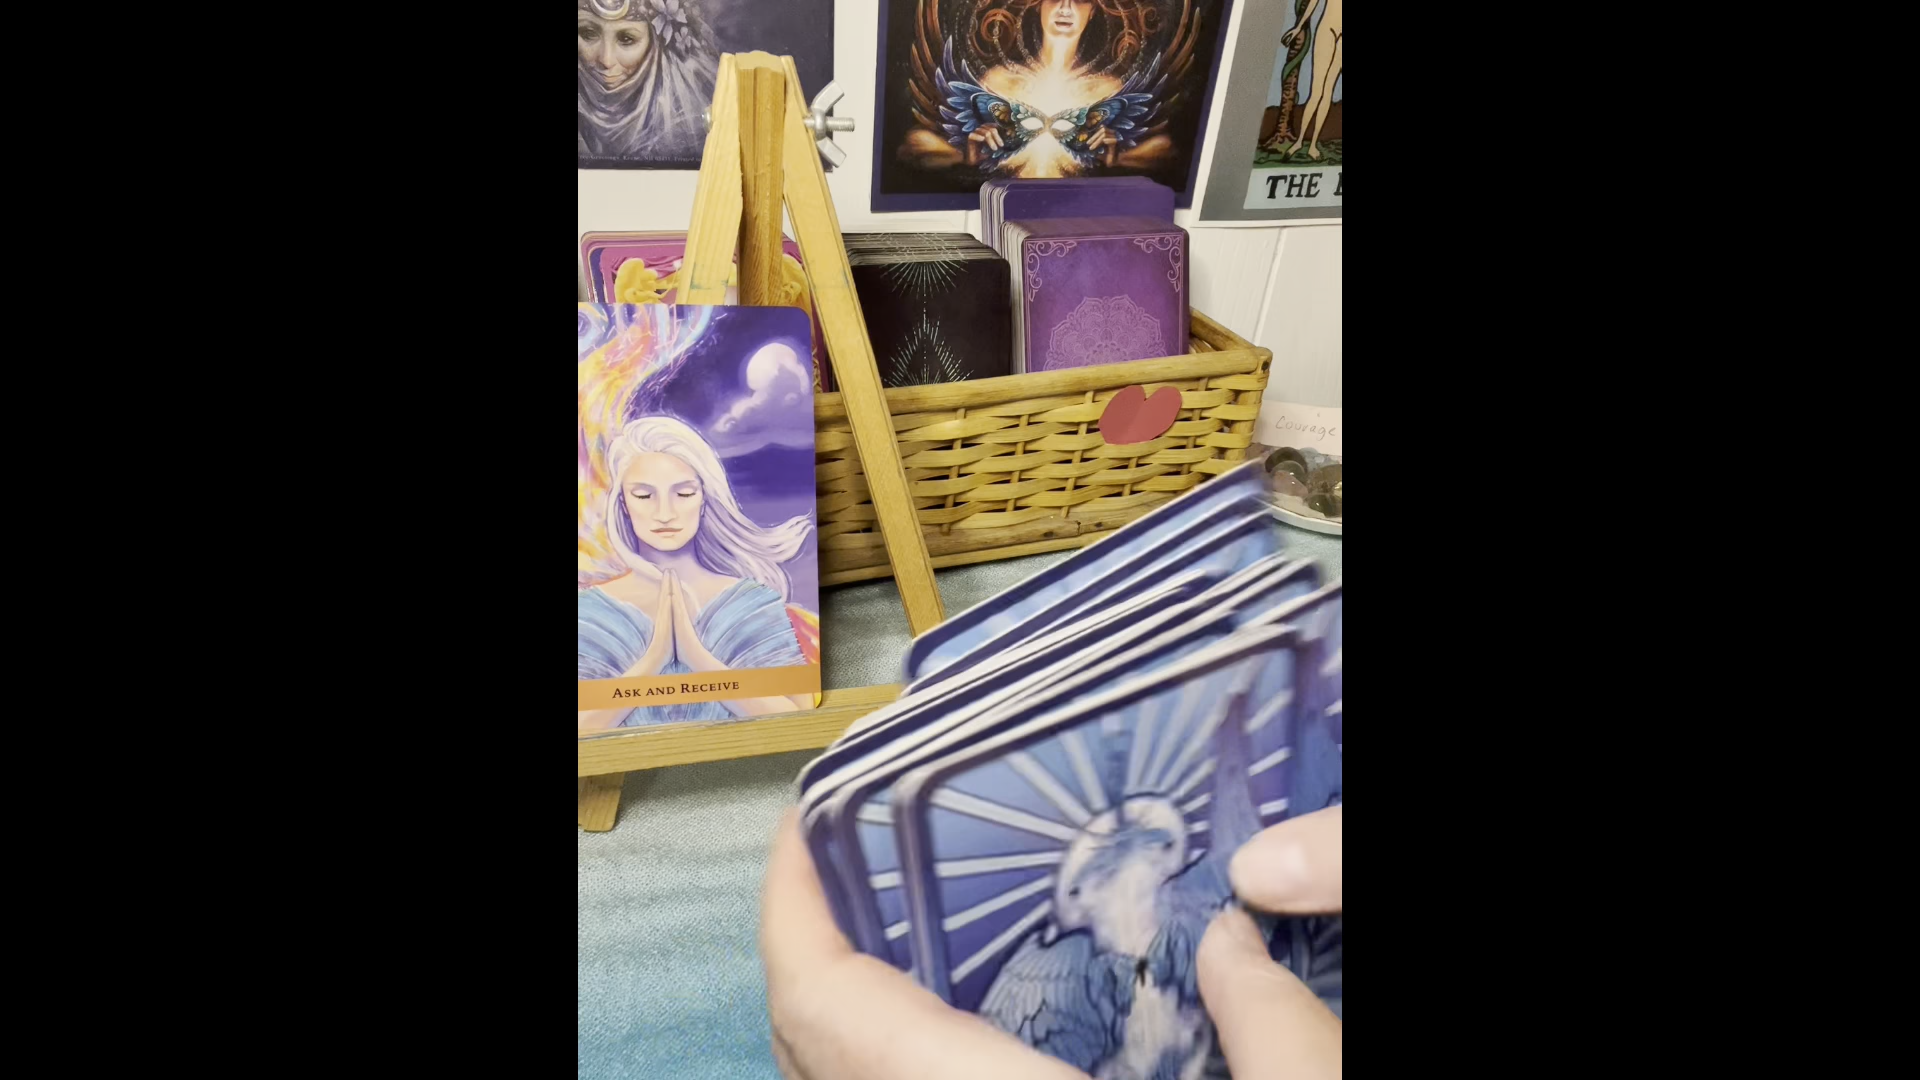 THE
Courage
ASK AND RECEIVE